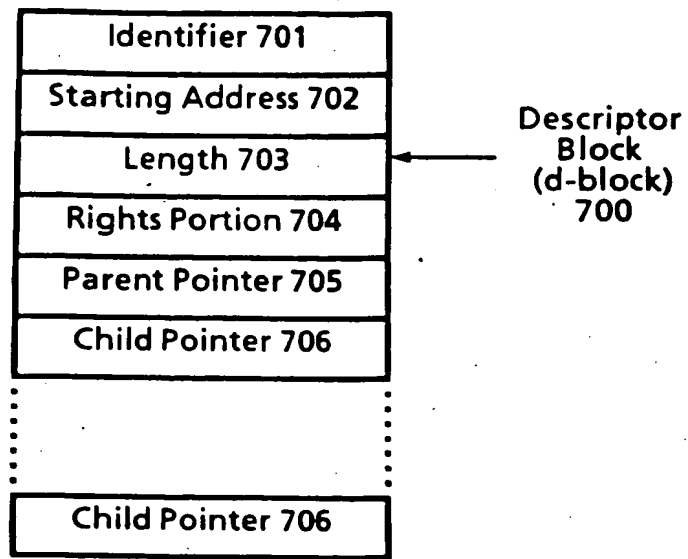 Identifier 701
Starting Address 702
Length 703
Rights Portion 704
Parent Pointer 705
Child Pointer 706
Child Pointer 706
Descriptor
Block
(d-block)
700